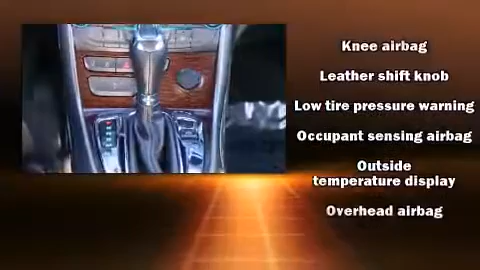 Knee airbag
Leather shift knob
Low tire pressure warning
Occupant sensing airbag
Outside
temperature display
Overhead airbag